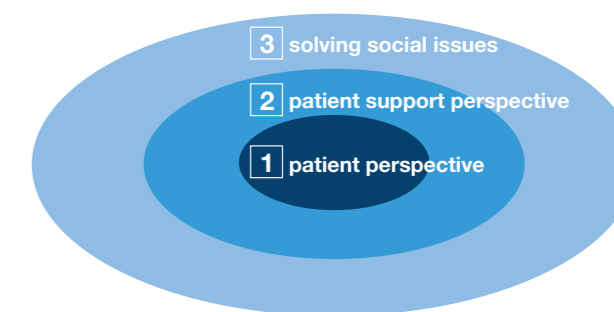 3 solving social issues
2 patient support perspective
1 patient perspective